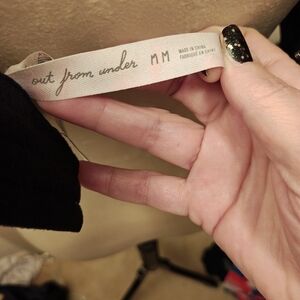 out from under
M M
MADE IN CHINA
FABRIQUÉ EN CHINE